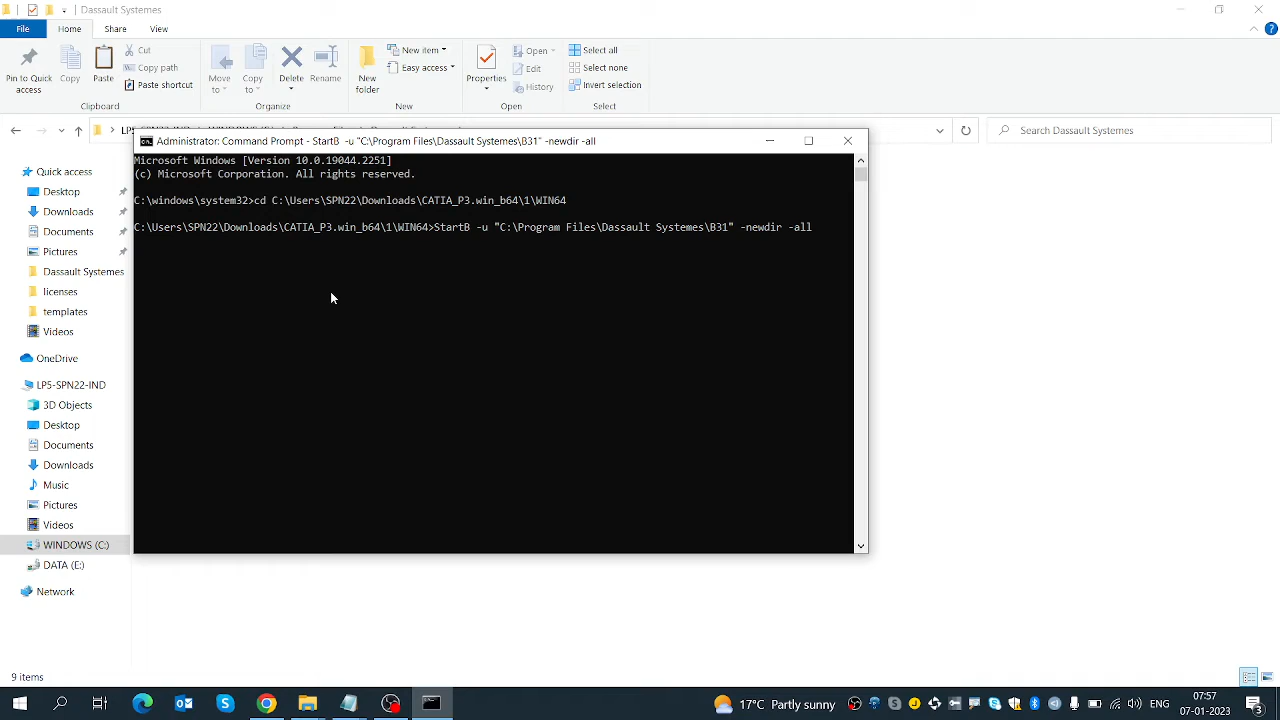 Dassault Systemes
File
Home
Share
View
Pin to Quick access
Copy
Paste
Cut
Copy path
Paste shortcut
Clipboard
Move to
Copy to
Delete
Rename
Organize
New folder
New item
Easy access
New
Properties
Open
Edit
History
Open
Select all
Select none
Invert selection
Select
Search Dassault Systemes
Administrator: Command Prompt - StartB -u "C:\Program Files\Dassault Systemes\B31" -newdir -all
Microsoft Windows [Version 10.0.19044.2251]
(c) Microsoft Corporation. All rights reserved.
C:\windows\system32>cd C:\Users\SPN22\Downloads\CATIA_P3.win_b64\1\WIN64
C:\Users\SPN22\Downloads\CATIA_P3.win_b64\1\WIN64>StartB -u "C:\Program Files\Dassault Systemes\B31" -newdir -all
Quick access
Desktop
Downloads
Documents
Pictures
Dassault Systemes
licenses
templates
Videos
OneDrive
LP5-SPN22-IND
3D Objects
Desktop
Documents
Downloads
Music
Pictures
Videos
WINDOWS (C:)
DATA (E:)
Network
9 items
17°C Partly sunny
ENG
07:57
07-01-2023
3